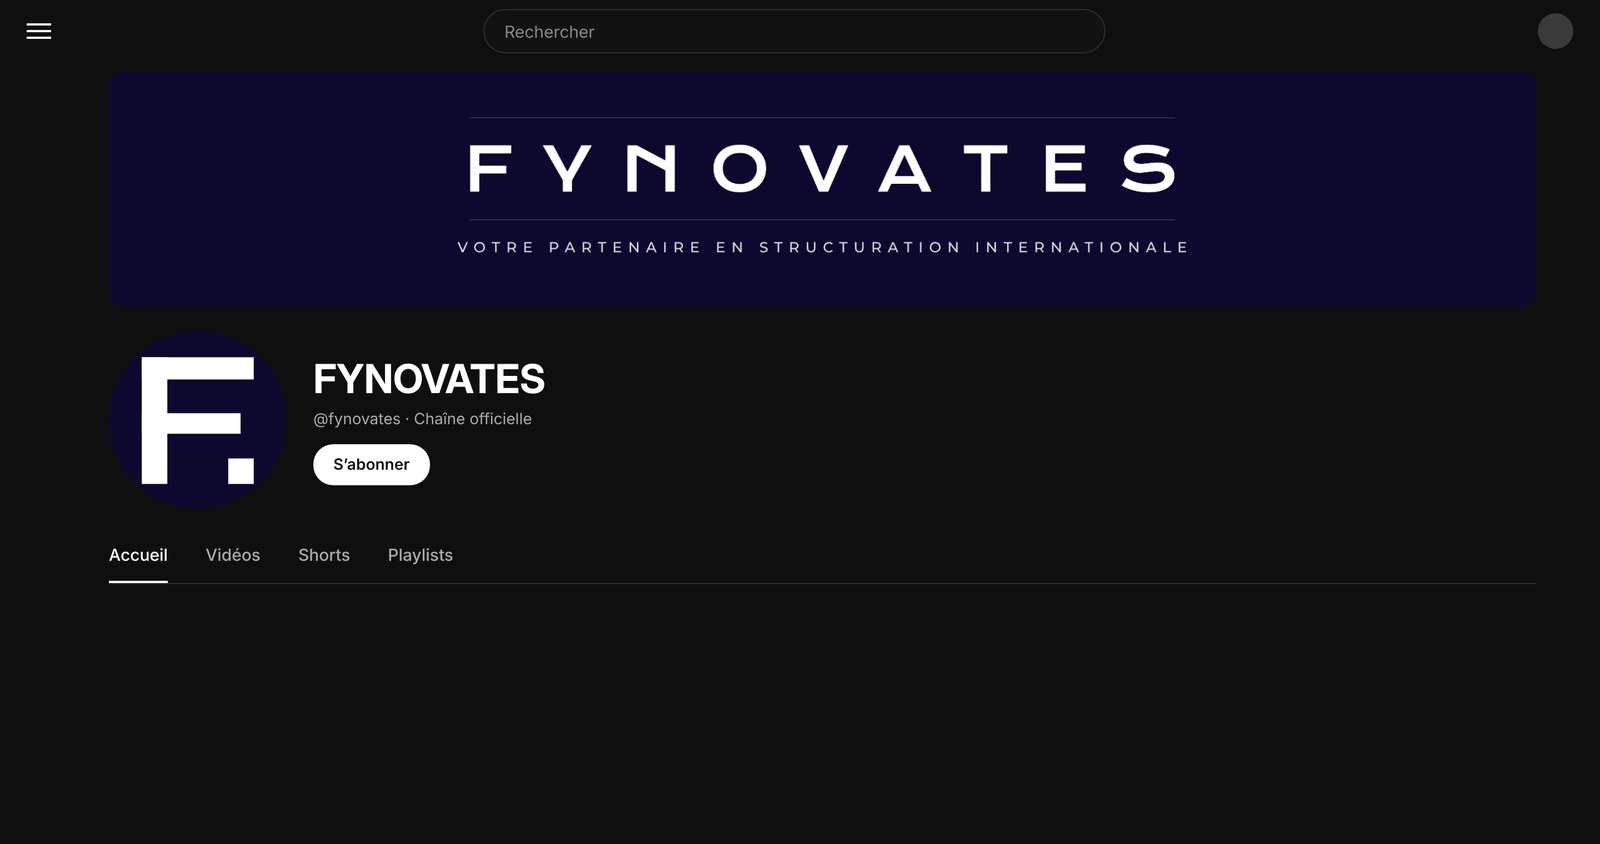 Rechercher
FYNOVATES
VOTRE PARTENAIRE EN STRUCTURATION INTERNATIONALE
F.
FYNOVATES
@fynovates · Chaîne officielle
S’abonner
Accueil Vidéos Shorts Playlists